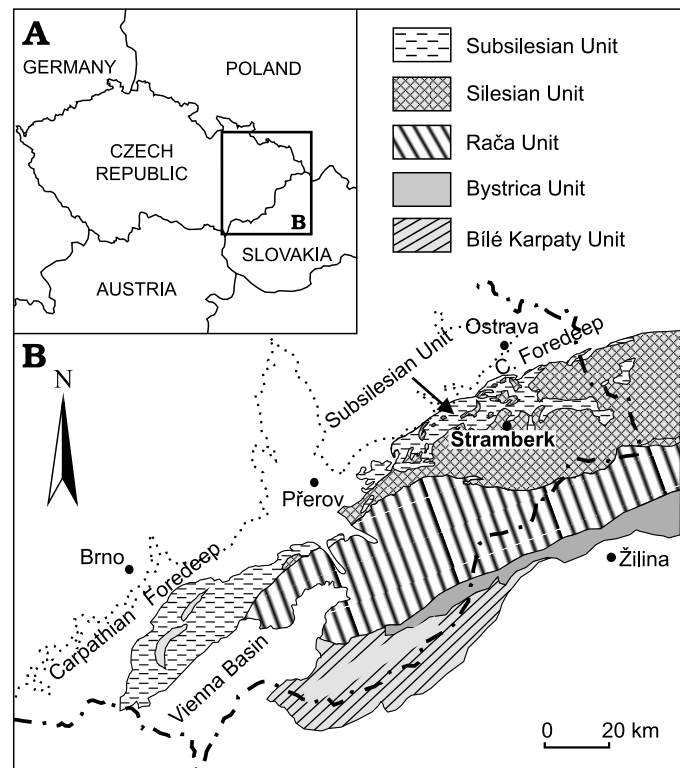 A
GERMANY
POLAND
CZECH
REPUBLIC
B
SLOVAKIA
AUSTRIA
Subsilesian Unit
Silesian Unit
Rača Unit
Bystrica Unit
Bílé Karpaty Unit
B
N
Ostrava
C. Foredeep
Subsilesian Unit
Stramberk
Přerov
Brno
Žilina
Carpathian Foredeep
Vienna Basin
0 20 km